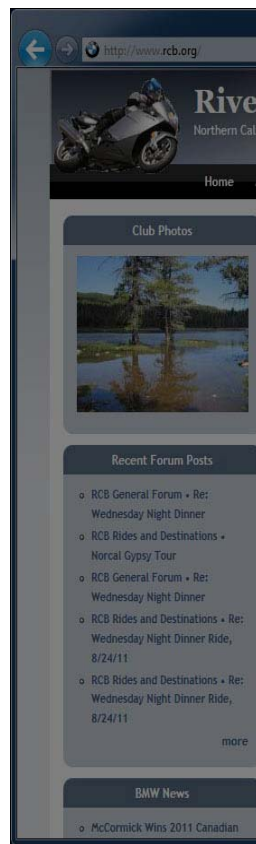 http://www.rcb.org/
Rive
Northern Cal
Home
Club Photos
Recent Forum Posts
RCB General Forum • Re:
Wednesday Night Dinner
RCB Rides and Destinations •
Norcal Gypsy Tour
RCB General Forum • Re:
Wednesday Night Dinner
RCB Rides and Destinations • Re:
Wednesday Night Dinner Ride,
8/24/11
RCB Rides and Destinations • Re:
Wednesday Night Dinner Ride,
8/24/11
more
BMW News
McCormick Wins 2011 Canadian